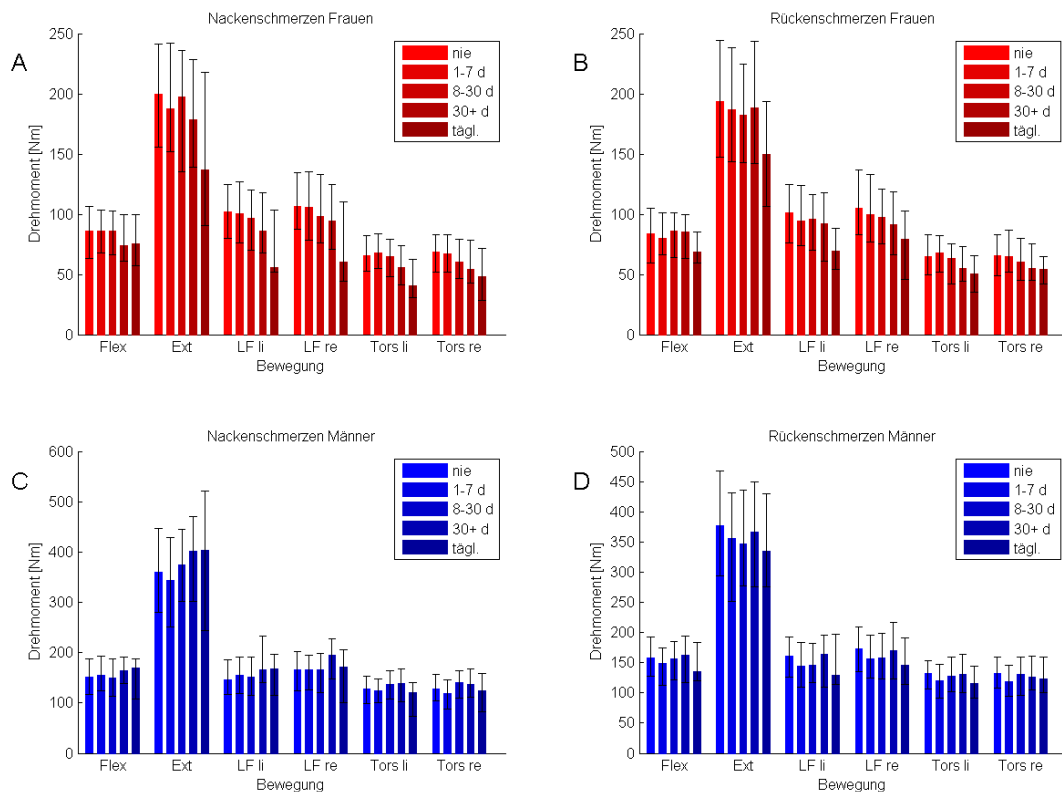 Nackenschmerzen Frauen
A
250
200
150
100
50
0
Drehmoment [Nm]
nie
1-7 d
8-30 d
30+ d
tägl.
Flex Ext LF li LF re Tors li Tors re
Bewegung
Rückenschmerzen Frauen
B
250
200
150
100
50
0
Drehmoment [Nm]
nie
1-7 d
8-30 d
30+ d
tägl.
Flex Ext LF li LF re Tors li Tors re
Bewegung
Nackenschmerzen Männer
C
600
500
400
300
200
100
0
Drehmoment [Nm]
nie
1-7 d
8-30 d
30+ d
tägl.
Flex Ext LF li LF re Tors li Tors re
Bewegung
Rückenschmerzen Männer
D
500
450
400
350
300
250
200
150
100
50
0
Drehmoment [Nm]
nie
1-7 d
8-30 d
30+ d
tägl.
Flex Ext LF li LF re Tors li Tors re
Bewegung